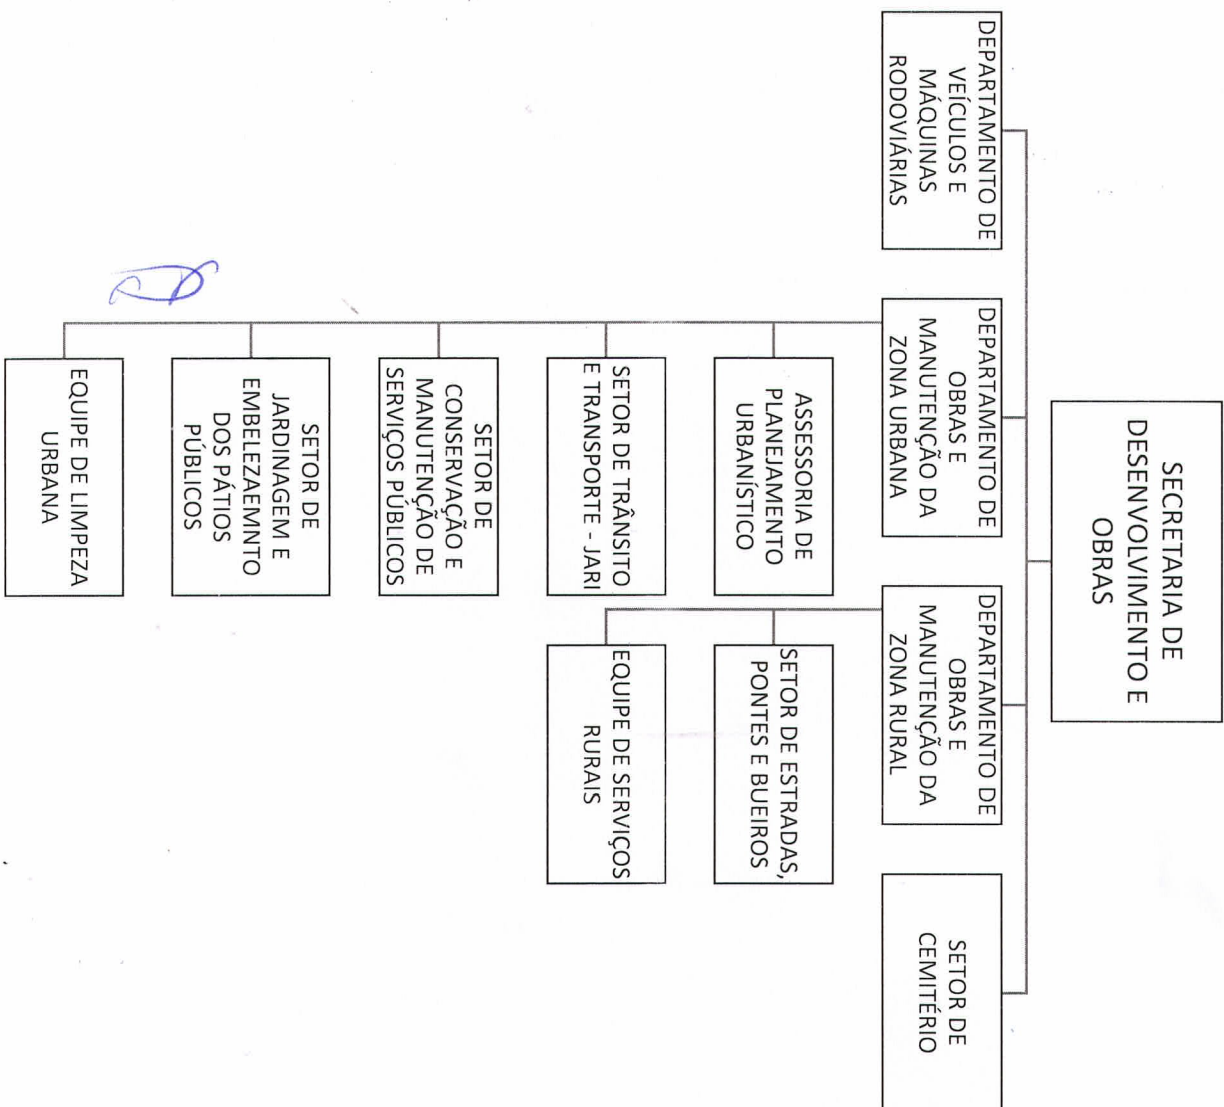 SECRETARIA DE
DESENVOLVIMENTO E
OBRAS
DEPARTAMENTO DE
VEÍCULOS E
MÁQUINAS
RODOVIÁRIAS
DEPARTAMENTO DE
OBRAS E
MANUTENÇÃO DA
ZONA URBANA
ASSESSORIA DE
PLANEJAMENTO
URBANÍSTICO
SETOR DE TRÂNSITO
E TRANSPORTE - JARI
SETOR DE
CONSERVAÇÃO E
MANUTENÇÃO DE
SERVIÇOS PÚBLICOS
SETOR DE
JARDINAGEM E
EMBELEZAEMINTO
DOS PÁTIOS
PÚBLICOS
EQUIPE DE LIMPEZA
URBANA
DEPARTAMENTO DE
OBRAS E
MANUTENÇÃO DA
ZONA RURAL
SETOR DE ESTRADAS,
PONTES E BUEIROS
EQUIPE DE SERVIÇOS
RURAIS
SETOR DE
CEMITÉRIO